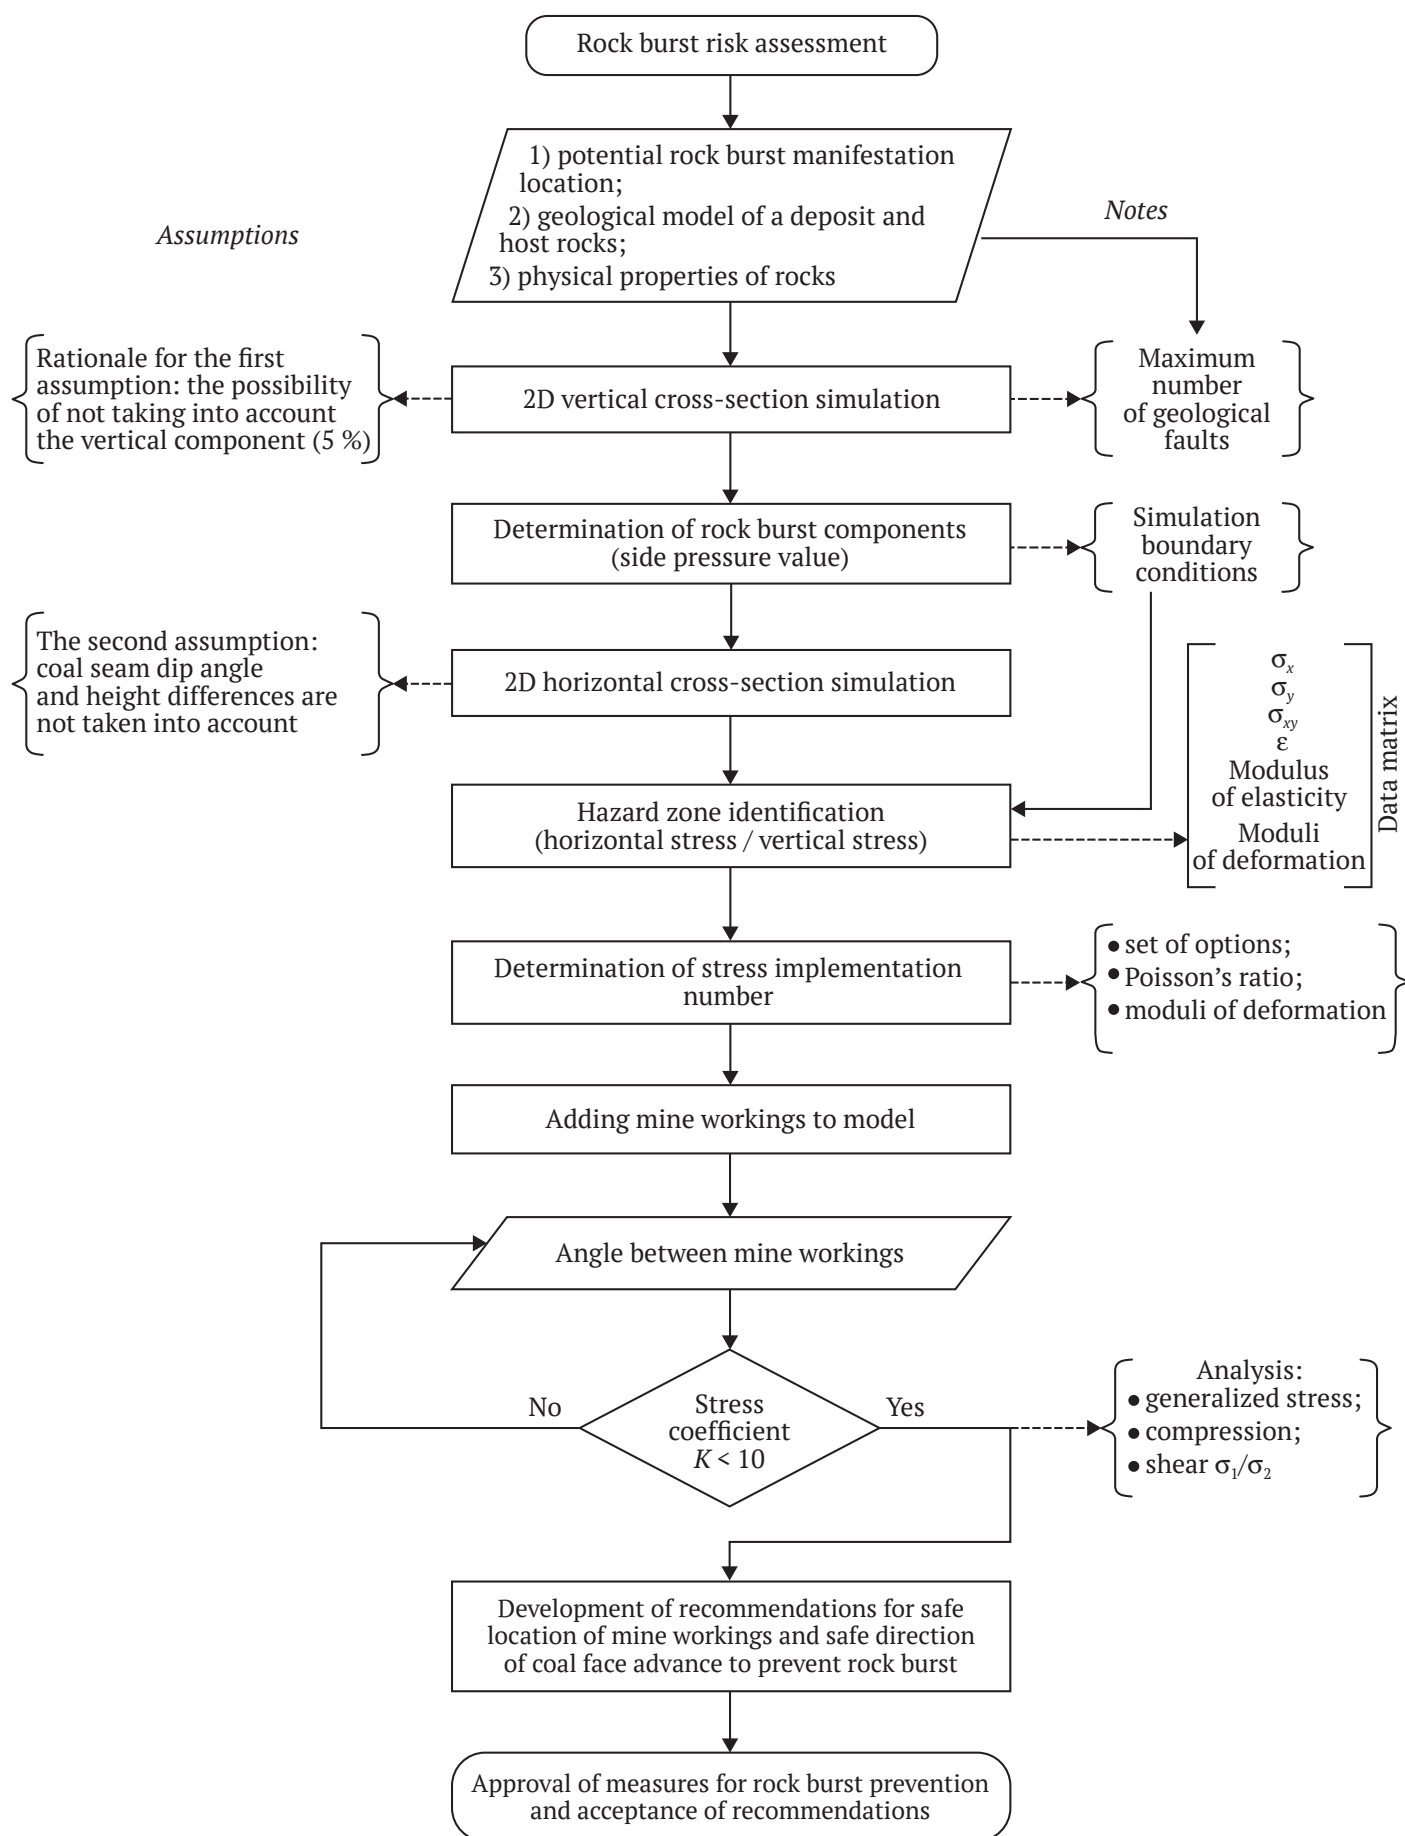 Rock burst risk assessment
1) potential rock burst manifestation
location;
2) geological model of a deposit and
host rocks;
3) physical properties of rocks
Assumptions
Notes
Rationale for the first
assumption: the possibility
of not taking into account
the vertical component (5 %)
2D vertical cross-section simulation
Maximum
number
of geological
faults
Determination of rock burst components
(side pressure value)
Simulation
boundary
conditions
The second assumption:
coal seam dip angle
and height differences are
not taken into account
2D horizontal cross-section simulation
σx
σy
σxy
ε
Modulus
of elasticity
Moduli
of deformation
Data matrix
Hazard zone identification
(horizontal stress / vertical stress)
Determination of stress implementation
number
• set of options;
• Poisson’s ratio;
• moduli of deformation
Adding mine workings to model
Angle between mine workings
No
Stress
coefficient
K < 10
Yes
Analysis:
• generalized stress;
• compression;
• shear σ1/σ2
Development of recommendations for safe
location of mine workings and safe direction
of coal face advance to prevent rock burst
Approval of measures for rock burst prevention
and acceptance of recommendations